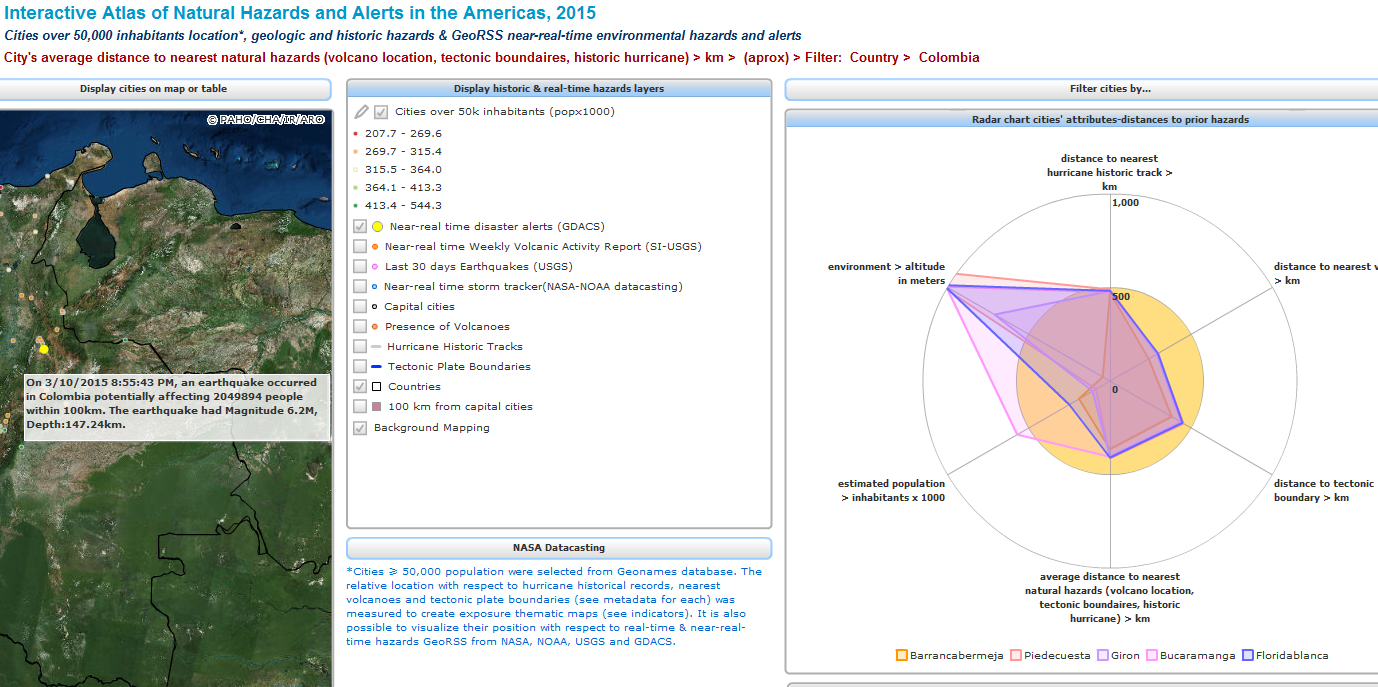 Interactive Atlas of Natural Hazards and Alerts in the Americas, 2015
Cities over 50,000 inhabitants location*, geologic and historic hazards & GeoRSS near-real-time environmental hazards and alerts
City's average distance to nearest natural hazards (volcano location, tectonic boundaires, historic hurricane) > km > (aprox) > Filter: Country > Colombia
Display cities on map or table
© PAHO/CHA/IR/ARO
On 3/10/2015 8:55:43 PM, an earthquake occurred
in Colombia potentially affecting 2049894 people
within 100km. The earthquake had Magnitude 6.2M,
Depth:147.24km.
Display historic & real-time hazards layers
Cities over 50k inhabitants (popx1000)
207.7 - 269.6
269.7 - 315.4
315.5 - 364.0
364.1 - 413.3
413.4 - 544.3
Near-real time disaster alerts (GDACS)
Near-real time Weekly Volcanic Activity Report (SI-USGS)
Last 30 days Earthquakes (USGS)
Near-real time storm tracker(NASA-NOAA datacasting)
Capital cities
Presence of Volcanoes
Hurricane Historic Tracks
Tectonic Plate Boundaries
Countries
100 km from capital cities
Background Mapping
NASA Datacasting
*Cities ⩾ 50,000 population were selected from Geonames database. The
relative location with respect to hurricane historical records, nearest
volcanoes and tectonic plate boundaries (see metadata for each) was
measured to create exposure thematic maps (see indicators). It is also
possible to visualize their position with respect to real-time & near-real-
time hazards GeoRSS from NASA, NOAA, USGS and GDACS.
Filter cities by...
Radar chart cities' attributes-distances to prior hazards
distance to nearest
hurricane historic track >
km
1,000
500
0
distance to nearest v
> km
distance to tectonic
boundary > km
average distance to nearest
natural hazards (volcano location,
tectonic boundaires, historic
hurricane) > km
estimated population
> inhabitants x 1000
environment > altitude
in meters
Barrancabermeja Piedecuesta Giron Bucaramanga Floridablanca